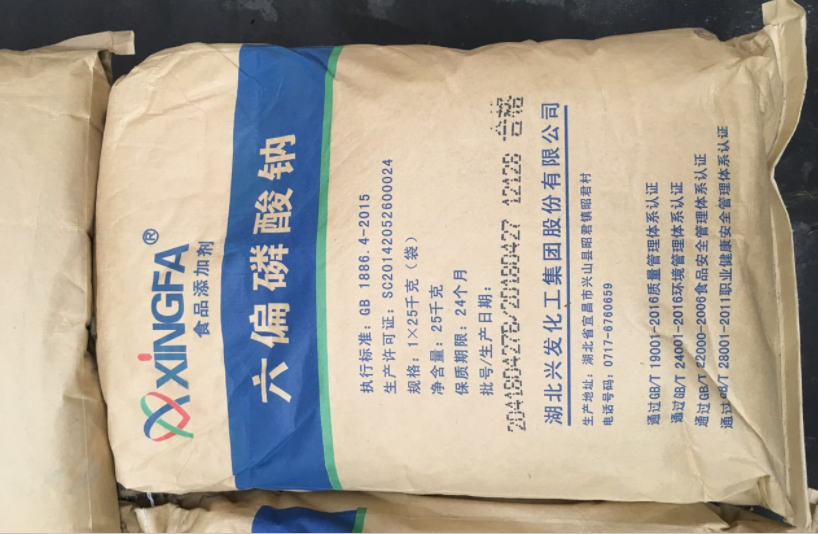 XINGFA®
食品添加剂
六偏磷酸钠
执行标准：GB 1886.4-2015
生产许可证：SC20142052600024
规格：1×25千克（袋）
净含量：25千克
保质期限：24个月
批号/生产日期：
20180427 12128 合格
湖北兴发化工集团股份有限公司
生产地址：湖北省宜昌市兴山县昭君镇昭君村
电话号码：0717-6760659
通过GB/T 19001-2016质量管理体系认证
通过GB/T 24001-2016环境管理体系认证
通过GB/T 22000-2006食品安全管理体系认证
通过GB/T 28001-2011职业健康安全管理体系认证